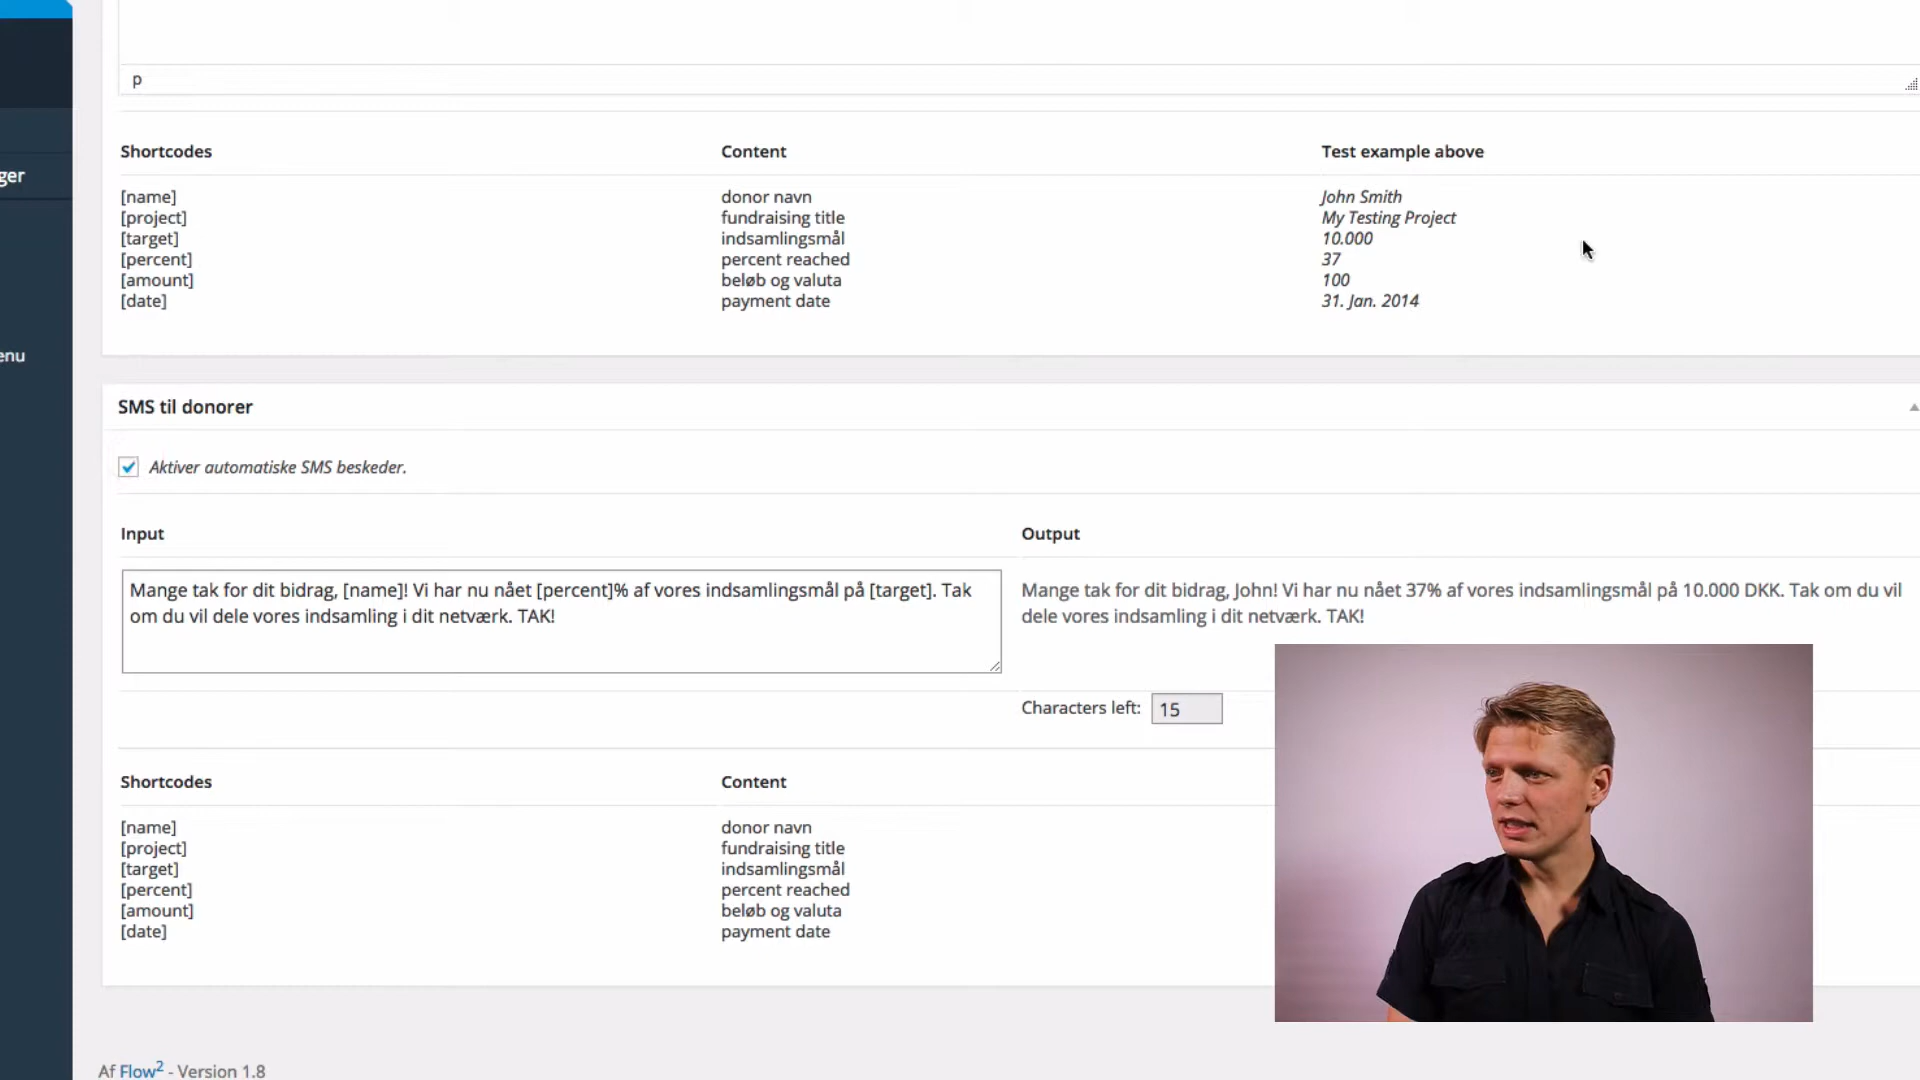 p
Shortcodes Content Test example above
[name] donor navn John Smith
[project] fundraising title My Testing Project
[target] indsamlingsmål 10.000
[percent] percent reached 37
[amount] beløb og valuta 100
[date] payment date 31. Jan. 2014
ger
enu
SMS til donorer
Aktiver automatiske SMS beskeder.
Input
Mange tak for dit bidrag, [name]! Vi har nu nået [percent]% af vores indsamlingsmål på [target]. Tak
om du vil dele vores indsamling i dit netværk. TAK!
Output
Mange tak for dit bidrag, John! Vi har nu nået 37% af vores indsamlingsmål på 10.000 DKK. Tak om du vil
dele vores indsamling i dit netværk. TAK!
Characters left: 15
Shortcodes Content
[name] donor navn
[project] fundraising title
[target] indsamlingsmål
[percent] percent reached
[amount] beløb og valuta
[date] payment date
Af Flow² - Version 1.8